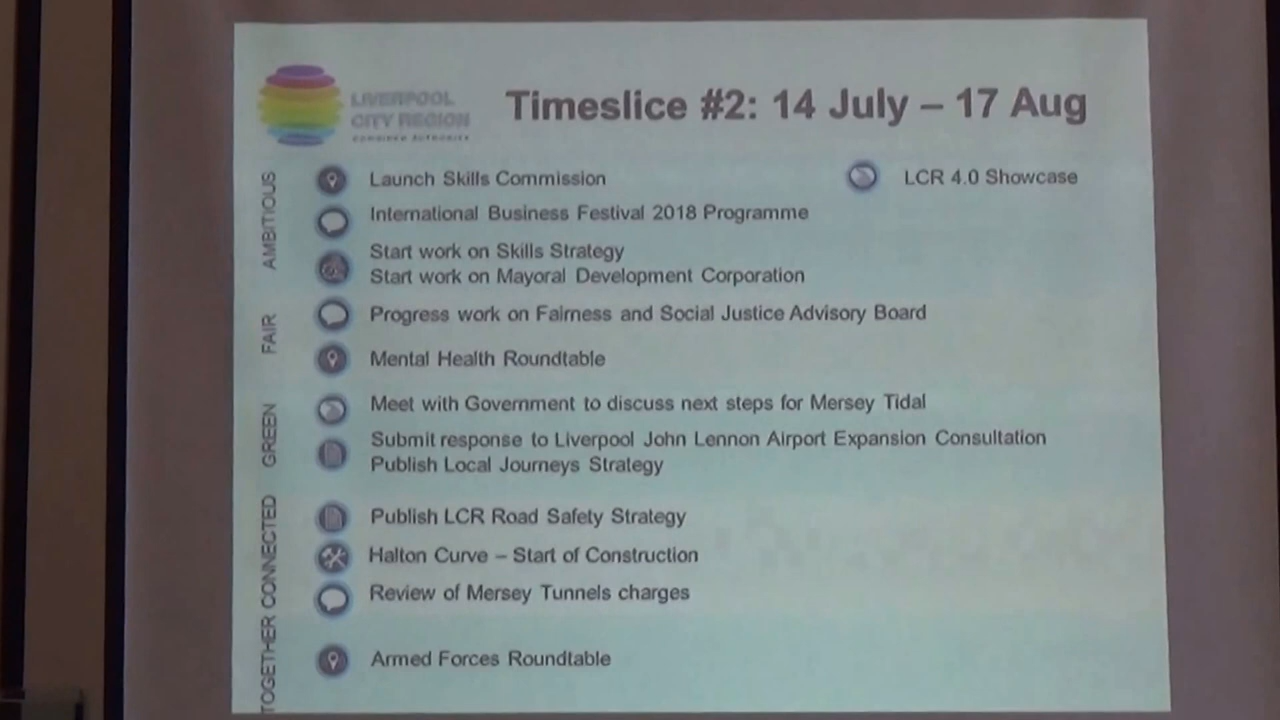 LIVERPOOL
CITY REGION
COMBINED AUTHORITY
Timeslice #2: 14 July – 17 Aug
AMBITIOUS
Launch Skills Commission
LCR 4.0 Showcase
International Business Festival 2018 Programme
Start work on Skills Strategy
Start work on Mayoral Development Corporation
FAIR
Progress work on Fairness and Social Justice Advisory Board
Mental Health Roundtable
GREEN
Meet with Government to discuss next steps for Mersey Tidal
Submit response to Liverpool John Lennon Airport Expansion Consultation
Publish Local Journeys Strategy
CONNECTED
Publish LCR Road Safety Strategy
Halton Curve – Start of Construction
Review of Mersey Tunnels charges
TOGETHER
Armed Forces Roundtable